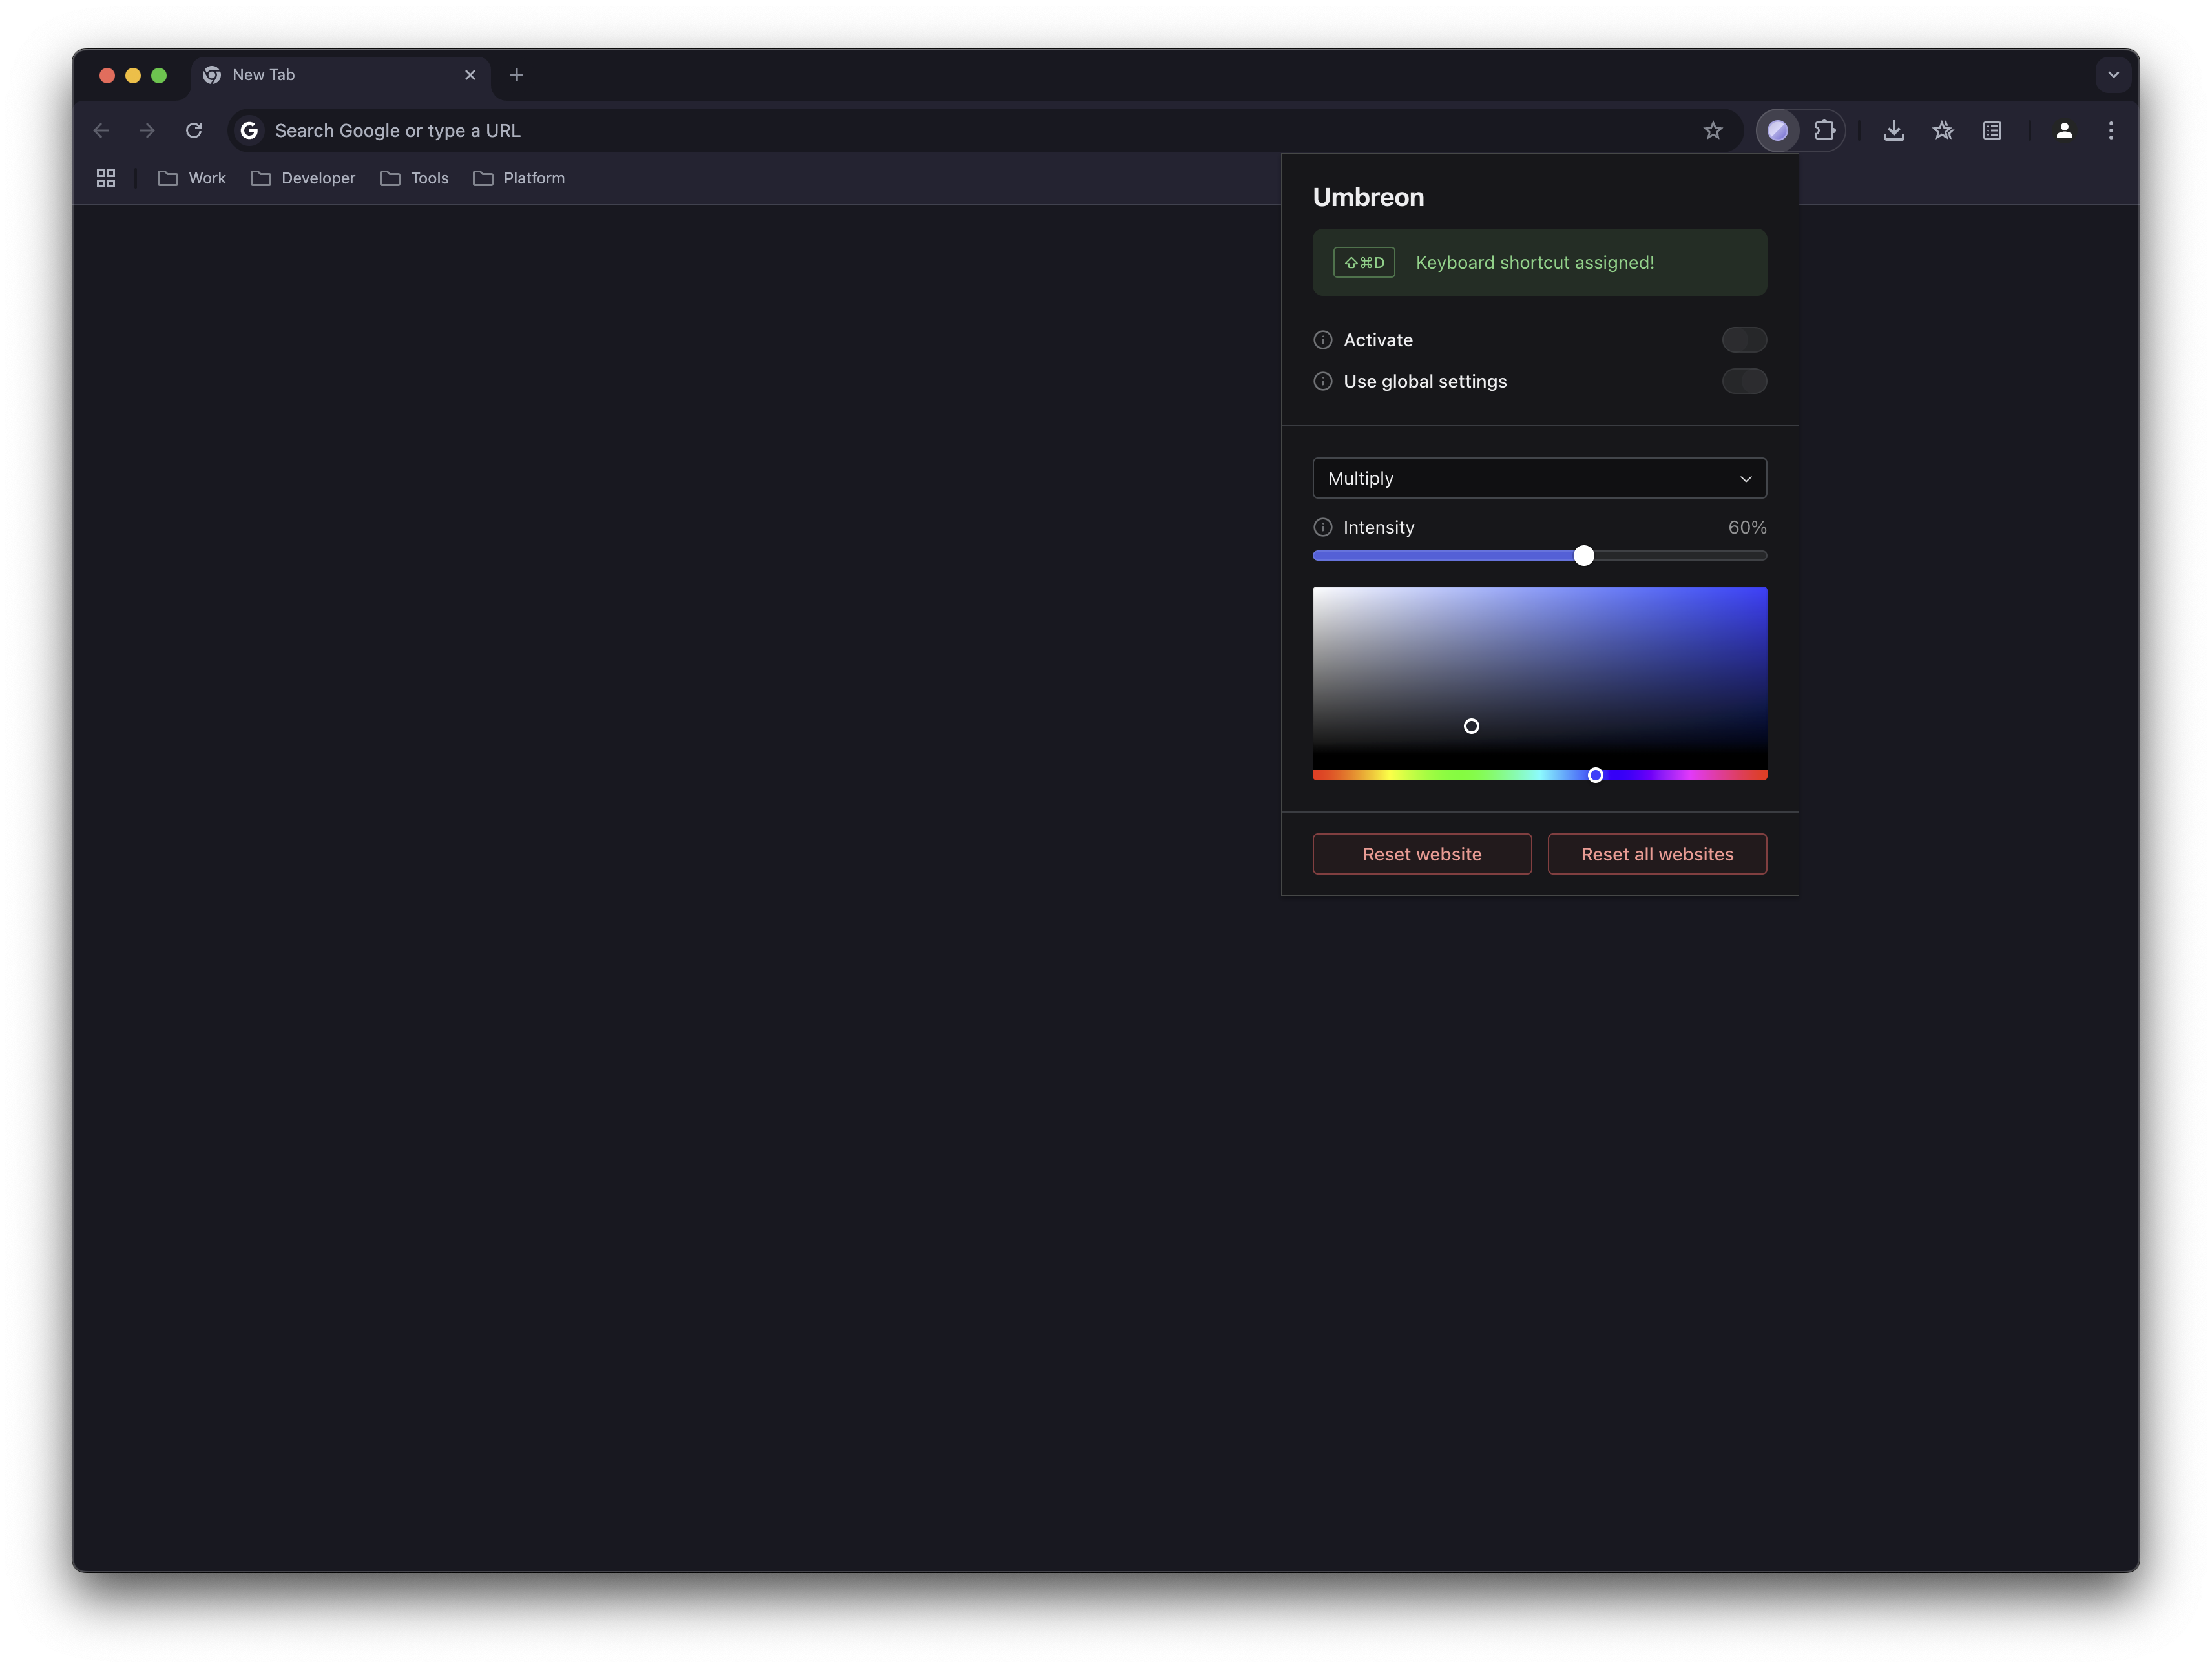 New Tab
Search Google or type a URL
Work Developer Tools Platform
Umbreon
⇧⌘D Keyboard shortcut assigned!
Activate
Use global settings
Multiply
Intensity 60%
Reset website Reset all websites